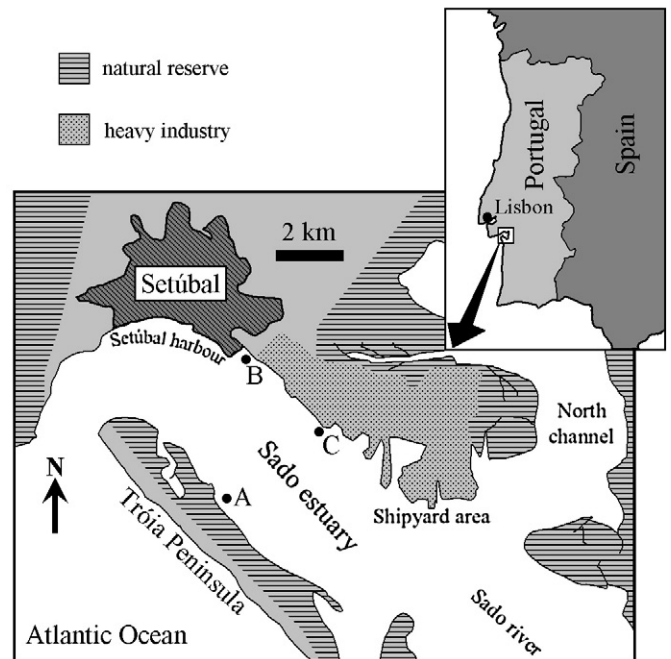 natural reserve
heavy industry
Portugal
Spain
Lisbon
2 km
Setúbal
Setúbal harbour
B
North
channel
C
N
A
Sado estuary
Shipyard area
Tróia Peninsula
Sado river
Atlantic Ocean